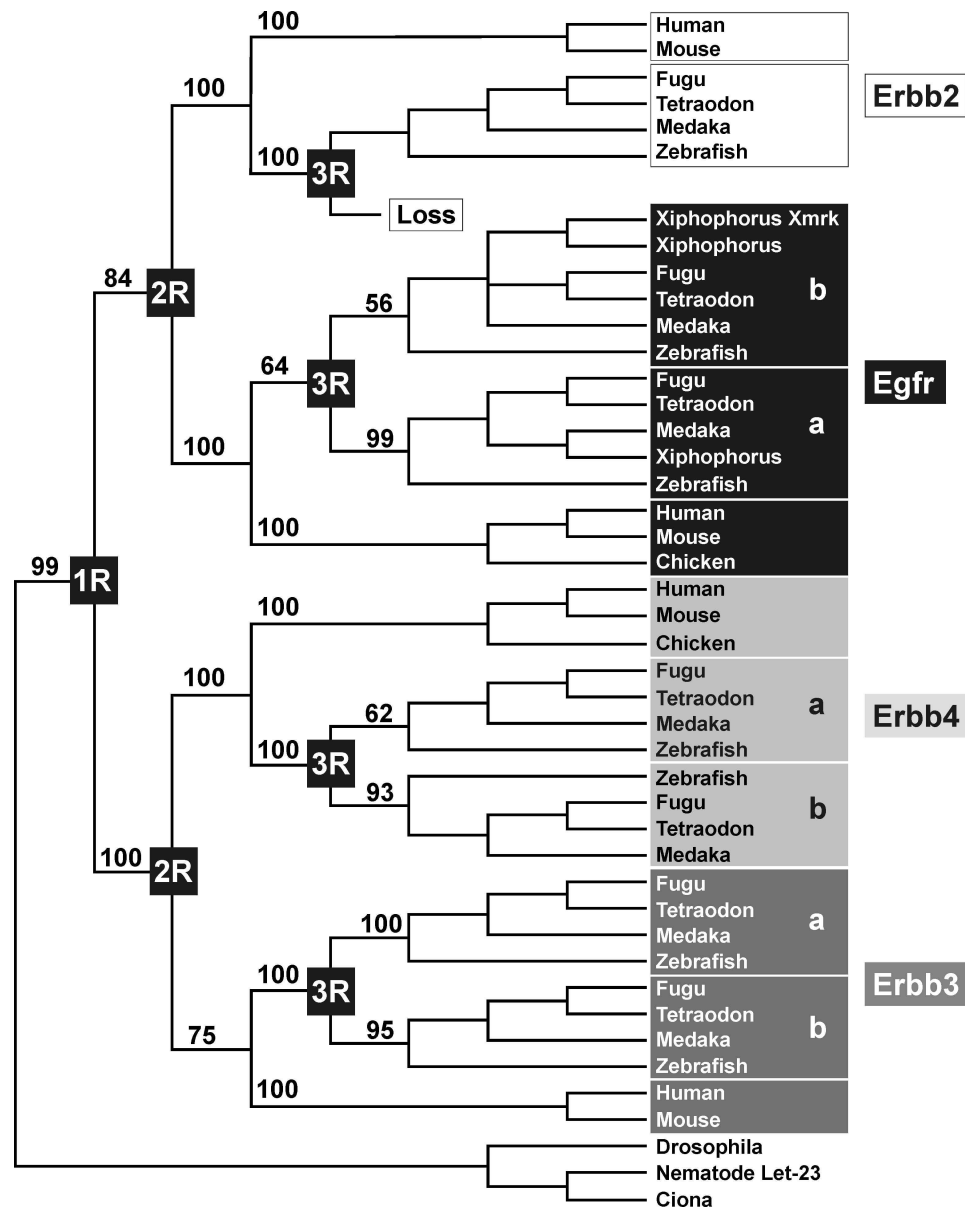 100
Human
Mouse
100
Fugu
Tetraodon
Medaka
Zebrafish
Erbb2
100
3R
Loss
84
2R
Xiphophorus Xmrk
Xiphophorus
Fugu
Tetraodon
Medaka
Zebrafish
b
56
64
3R
Egfr
Fugu
Tetraodon
Medaka
Xiphophorus
Zebrafish
a
99
100
100
Human
Mouse
Chicken
99
1R
100
Human
Mouse
Chicken
100
Fugu
Tetraodon
Medaka
Zebrafish
a
Erbb4
62
100
3R
93
Zebrafish
Fugu
Tetraodon
Medaka
b
100
2R
100
Fugu
Tetraodon
Medaka
Zebrafish
a
100
3R
Erbb3
95
Fugu
Tetraodon
Medaka
Zebrafish
b
75
100
Human
Mouse
Drosophila
Nematode Let-23
Ciona